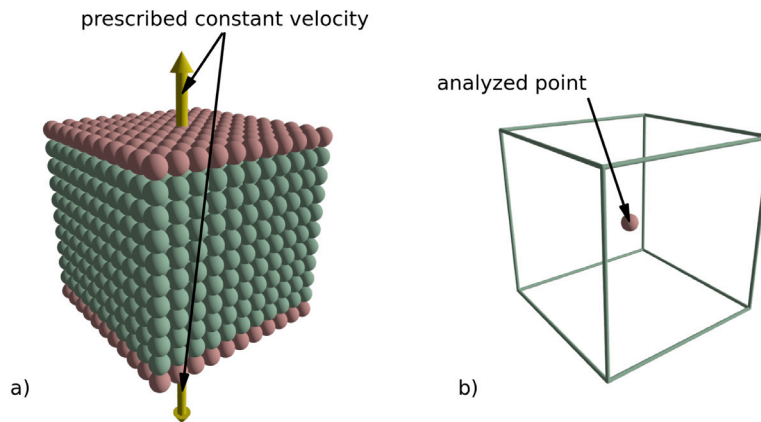 prescribed constant velocity
analyzed point
a)
b)